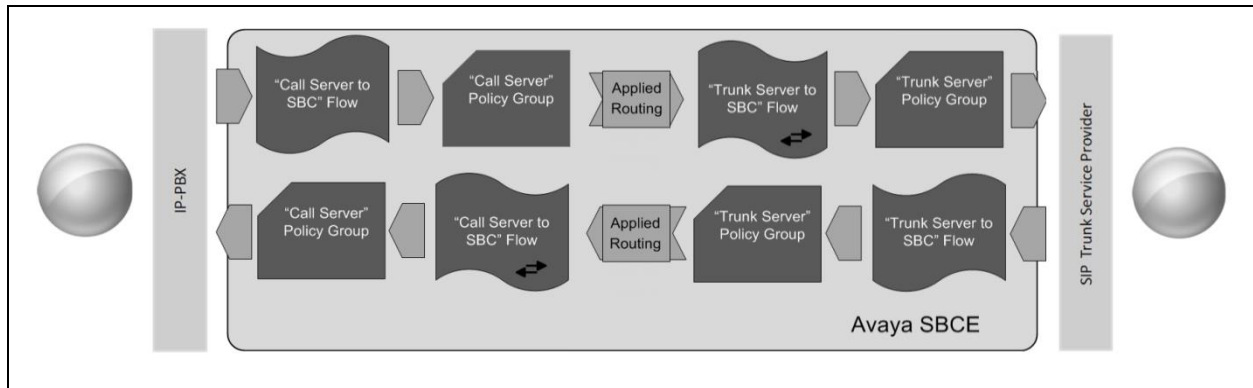 IP-PBX
“Call Server to
SBC” Flow
“Call Server”
Policy Group
Applied
Routing
“Trunk Server to
SBC” Flow
“Trunk Server”
Policy Group
“Call Server”
Policy Group
“Call Server to
SBC” Flow
Applied
Routing
“Trunk Server”
Policy Group
“Trunk Server to
SBC” Flow
Avaya SBCE
SIP Trunk Service Provider